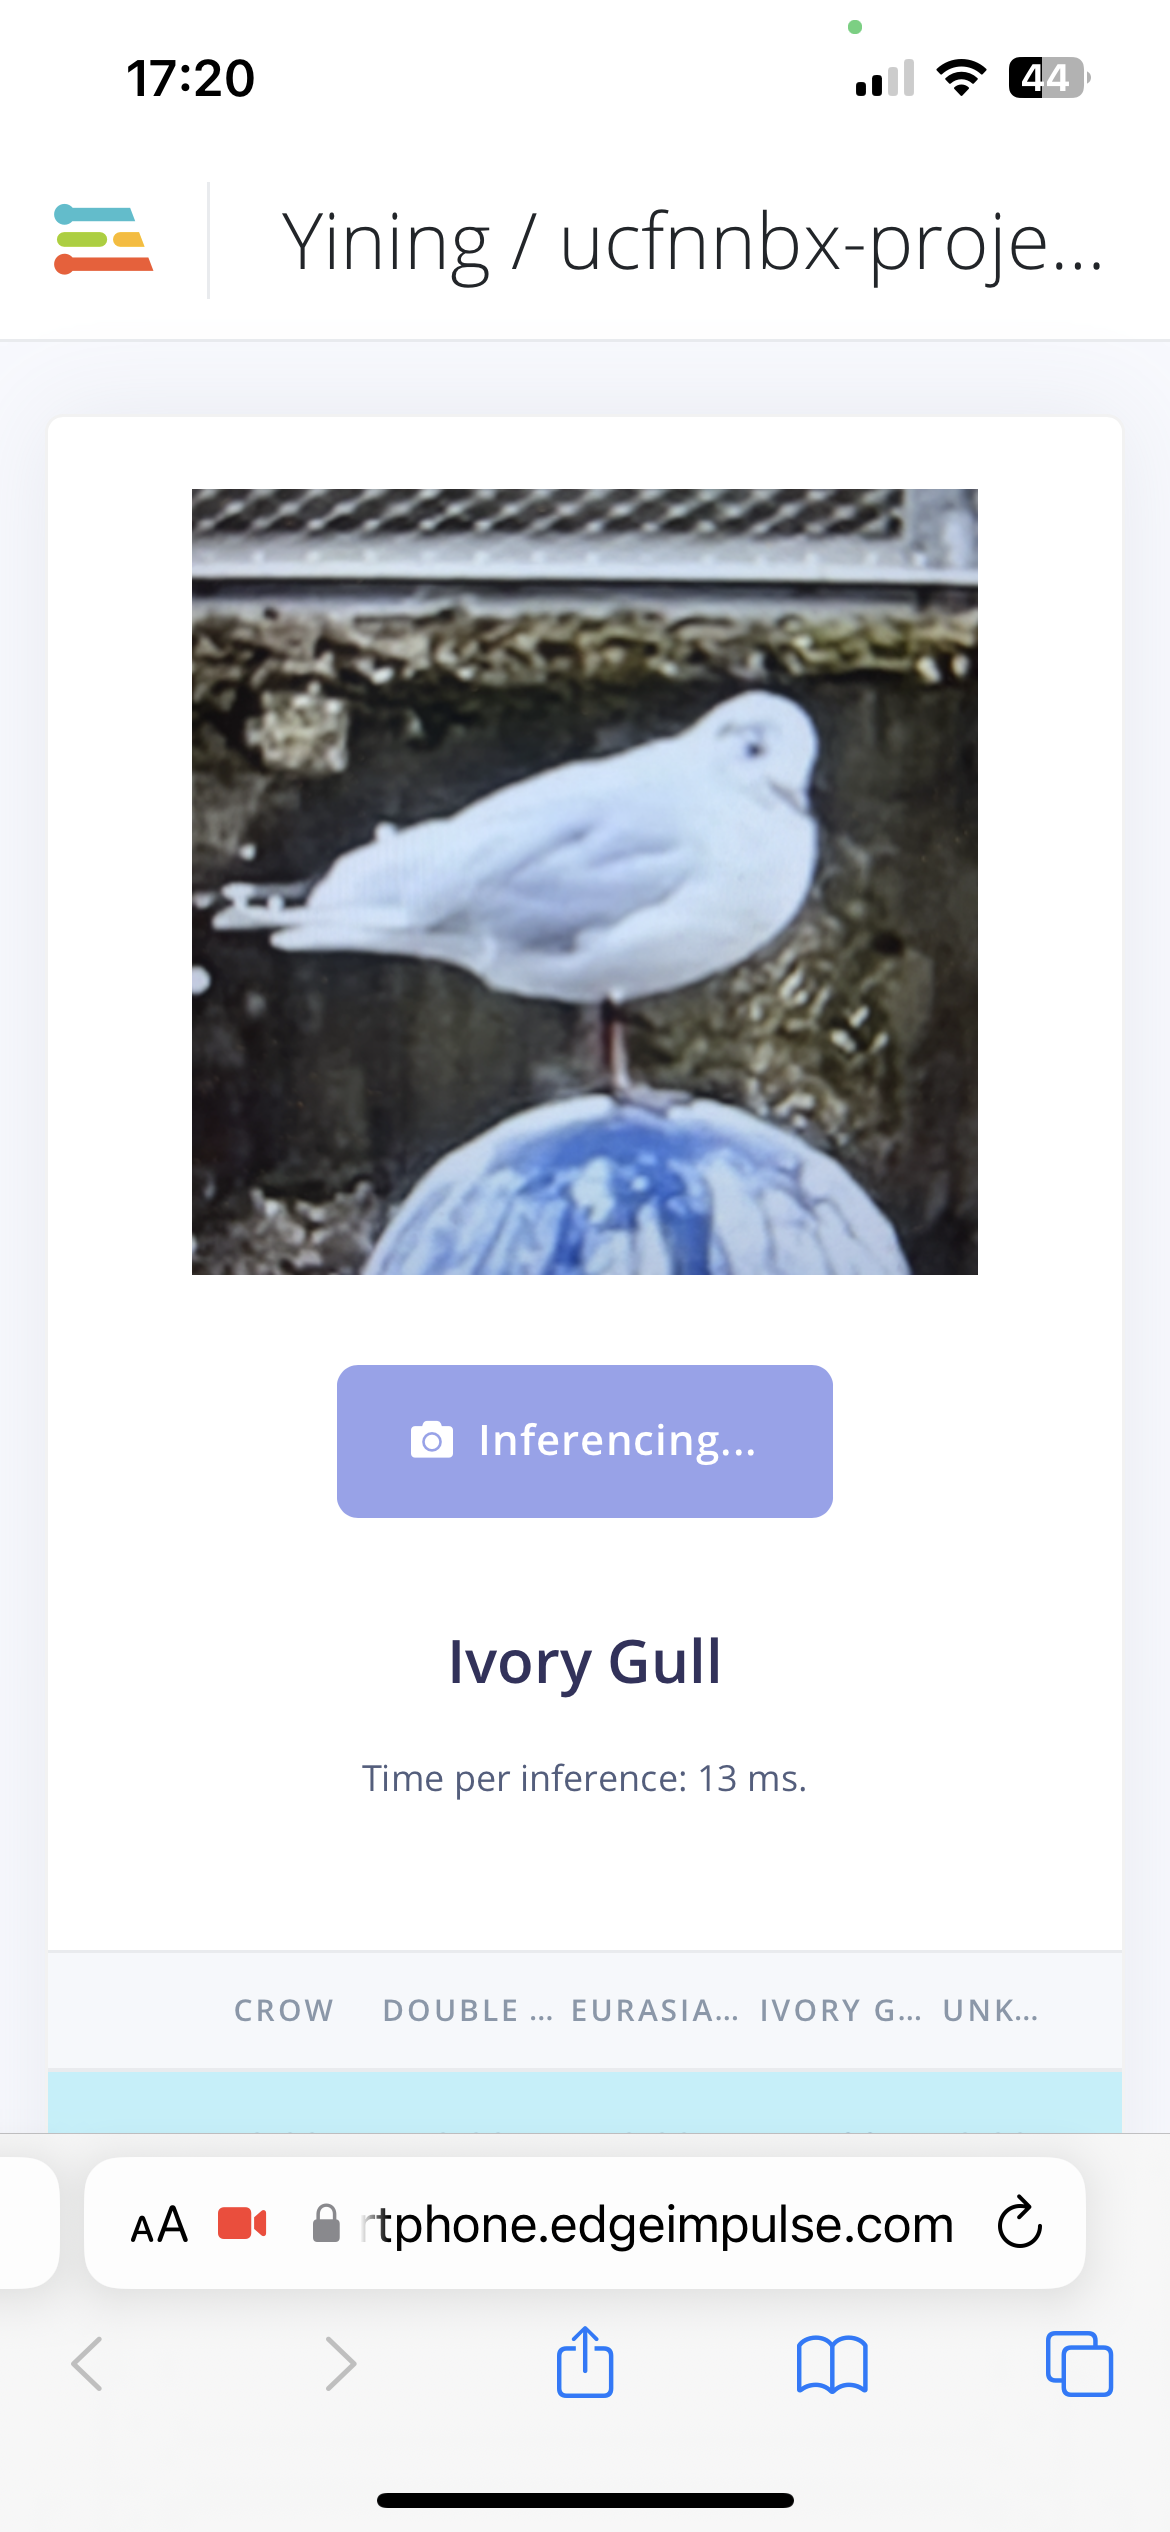 17:20
44
Yining / ucfnnbx-proje...
Inferencing...
Ivory Gull
Time per inference: 13 ms.
CROW DOUBLE ... EURASIA... IVORY G... UNK...
AA rtphone.edgeimpulse.com